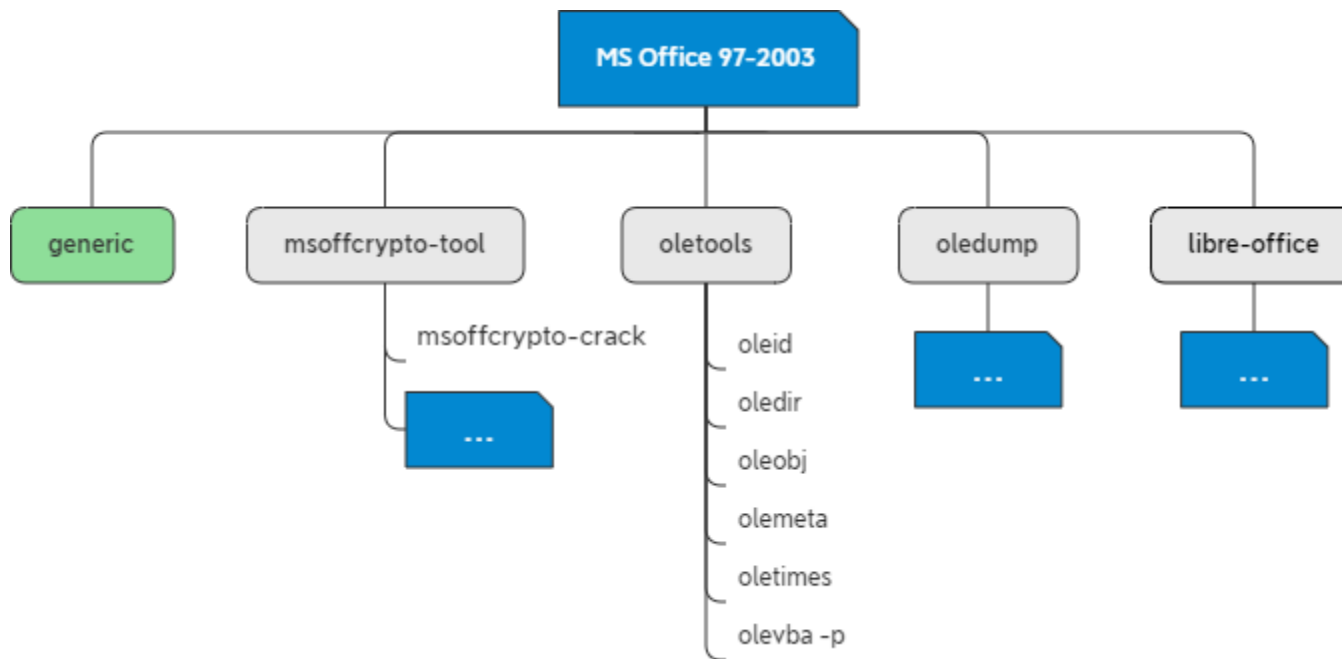 MS Office 97-2003
generic
msoffcrypto-tool
oletools
oledump
libre-office
msoffcrypto-crack
...
oleid
oledir
oleobj
olemeta
oletimes
olevba -p
...
...